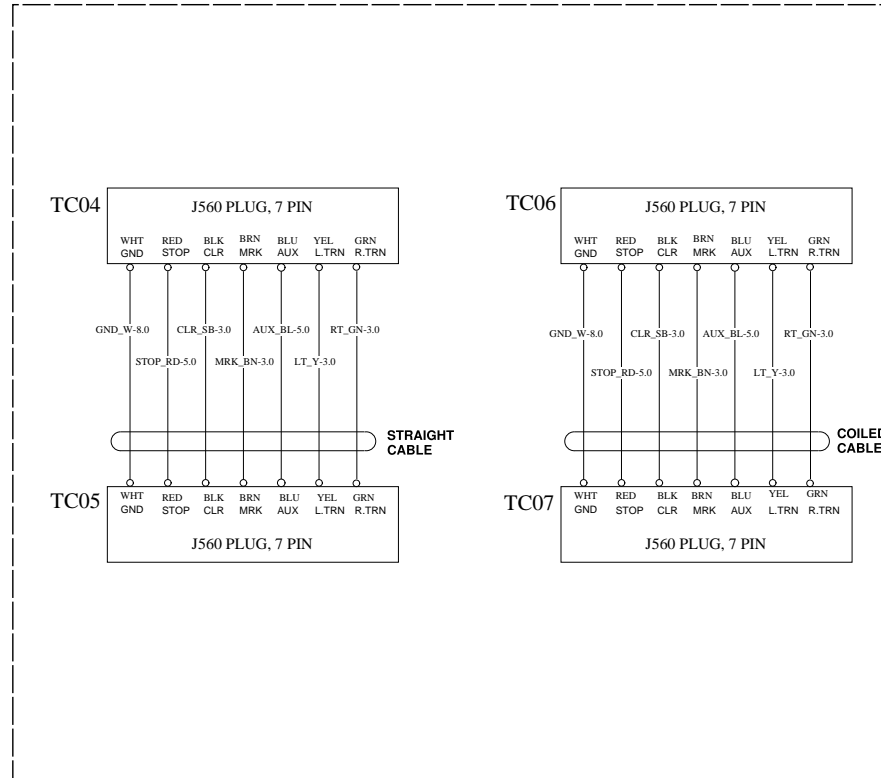 TC04
J560 PLUG, 7 PIN
WHT RED BLK BRN BLU YEL GRN
GND STOP CLR MRK AUX L.TRN R.TRN
GND_W-8.0 CLR_SB-3.0 AUX_BL-5.0 RT_GN-3.0
STOP_RD-5.0 MRK_BN-3.0 LT_Y-3.0
STRAIGHT
CABLE
TC05
WHT RED BLK BRN BLU YEL GRN
GND STOP CLR MRK AUX L.TRN R.TRN
J560 PLUG, 7 PIN
TC06
J560 PLUG, 7 PIN
WHT RED BLK BRN BLU YEL GRN
GND STOP CLR MRK AUX L.TRN R.TRN
GND_W-8.0 CLR_SB-3.0 AUX_BL-5.0 RT_GN-3.0
STOP_RD-5.0 MRK_BN-3.0 LT_Y-3.0
COILED
CABLE
TC07
WHT RED BLK BRN BLU YEL GRN
GND STOP CLR MRK AUX L.TRN R.TRN
J560 PLUG, 7 PIN